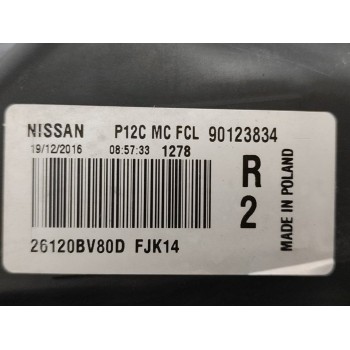 NISSAN P12C MC FCL 90123834
19/12/2016 08:57:33 1278
R
2
MADE IN POLAND
26120BV80D FJK14